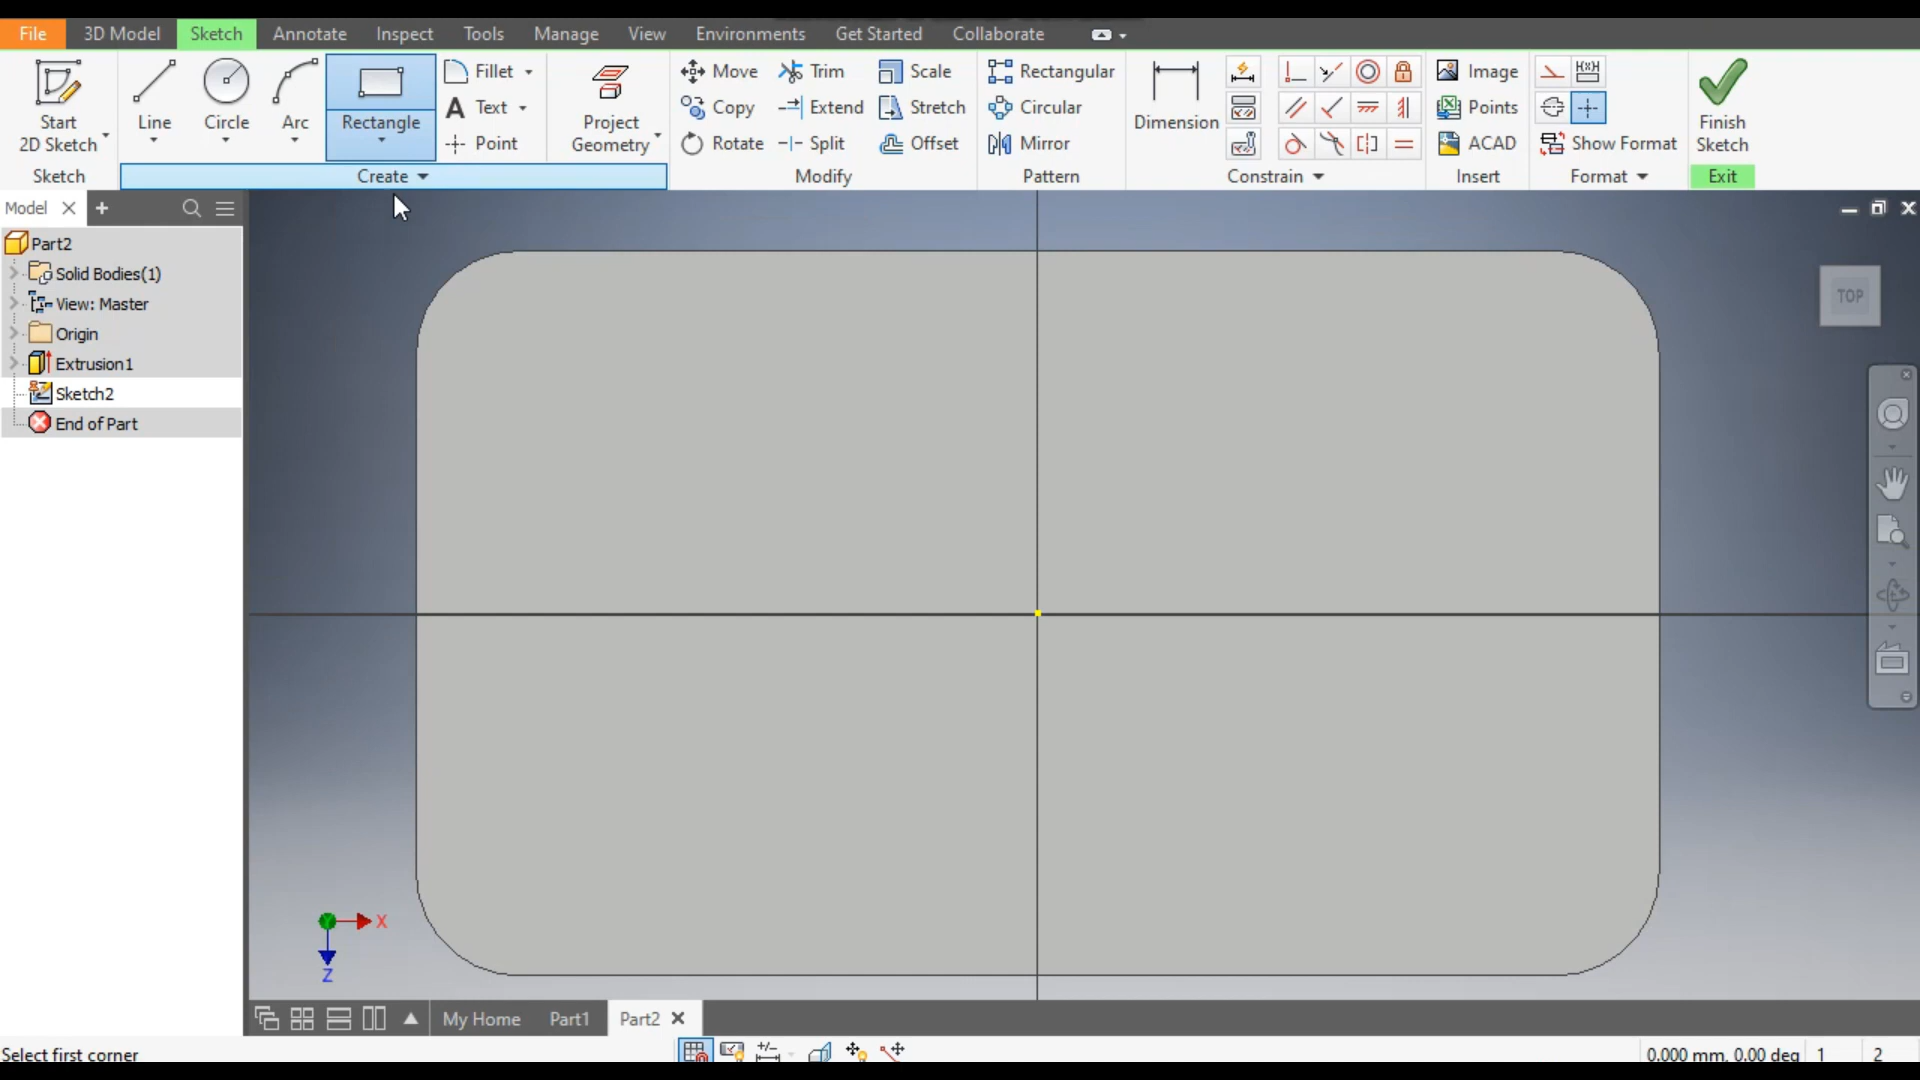 File 3D Model Sketch Annotate Inspect Tools Manage View Environments Get Started Collaborate
Start
2D Sketch
Line
Circle
Arc
Rectangle
Fillet
Text
Point
Project
Geometry
Move
Copy
Rotate
Trim
Extend
Split
Scale
Stretch
Offset
Rectangular
Circular
Mirror
Dimension
Image
Points
ACAD
Show Format
Finish
Sketch
Sketch Create Modify Pattern Constrain Insert Format Exit
Model
Part2
Solid Bodies(1)
View: Master
Origin
Extrusion1
Sketch2
End of Part
TOP
X
Z
My Home Part1 Part2
Select first corner
0.000 mm, 0.00 deg 1 2